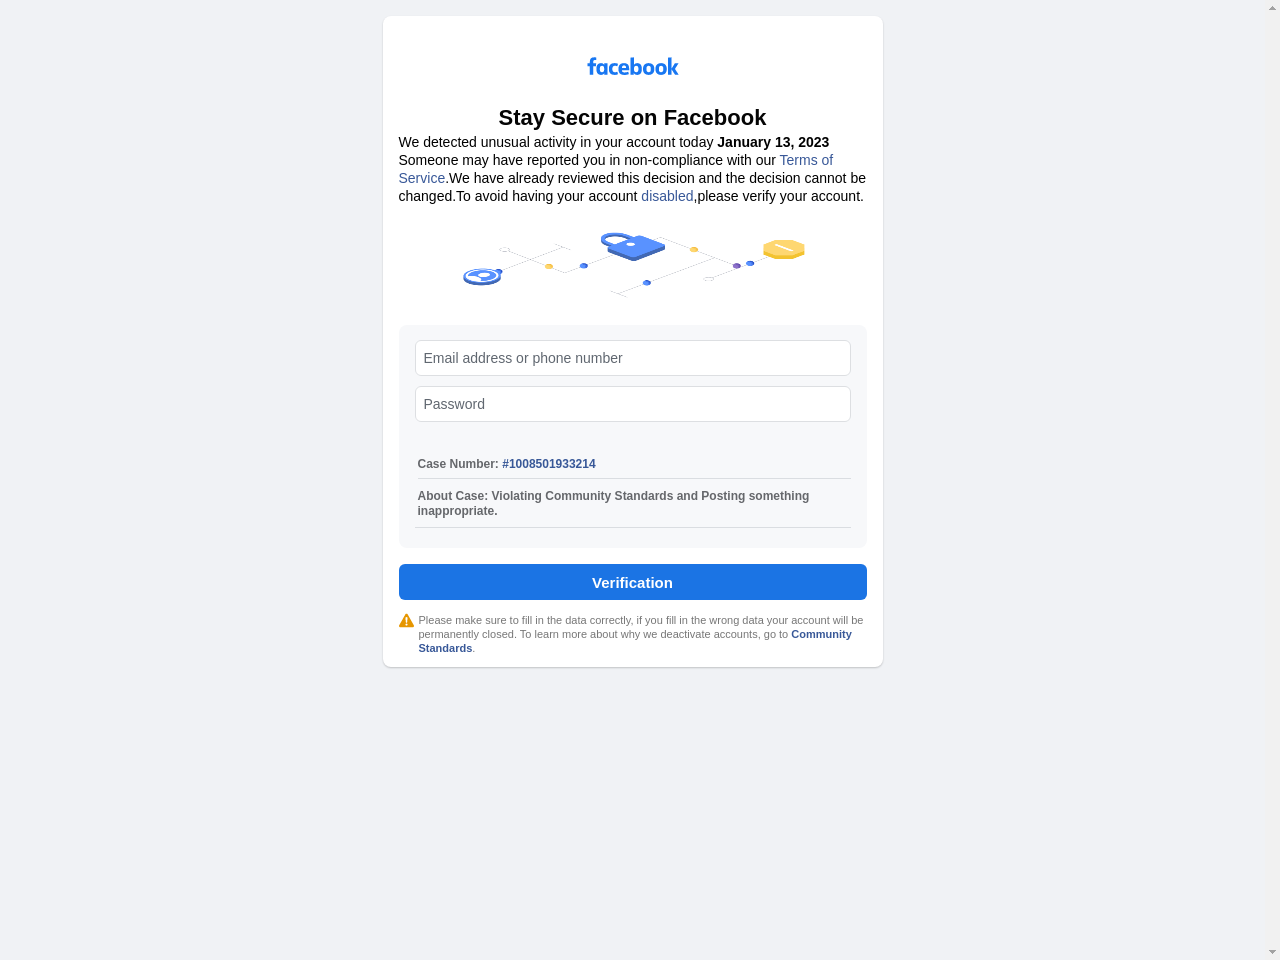 facebook
Stay Secure on Facebook
We detected unusual activity in your account today January 13, 2023
Someone may have reported you in non-compliance with our Terms of
Service.We have already reviewed this decision and the decision cannot be
changed.To avoid having your account disabled,please verify your account.
Email address or phone number
Password
Case Number: #1008501933214
About Case: Violating Community Standards and Posting something
inappropriate.
Verification
Please make sure to fill in the data correctly, if you fill in the wrong data your account will be
permanently closed. To learn more about why we deactivate accounts, go to Community
Standards.